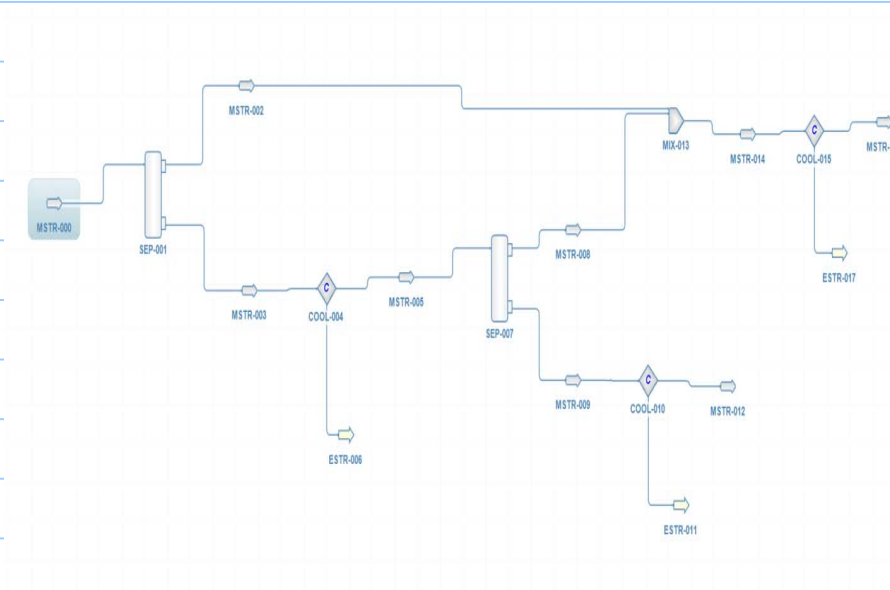 MSTR-002
MIX-013
C
MSTR-014
COOL-015
MSTR-
MSTR-000
SEP-001
MSTR-008
ESTR-017
C
MSTR-003
COOL-004
MSTR-005
SEP-007
C
MSTR-009
COOL-010
MSTR-012
ESTR-006
ESTR-011